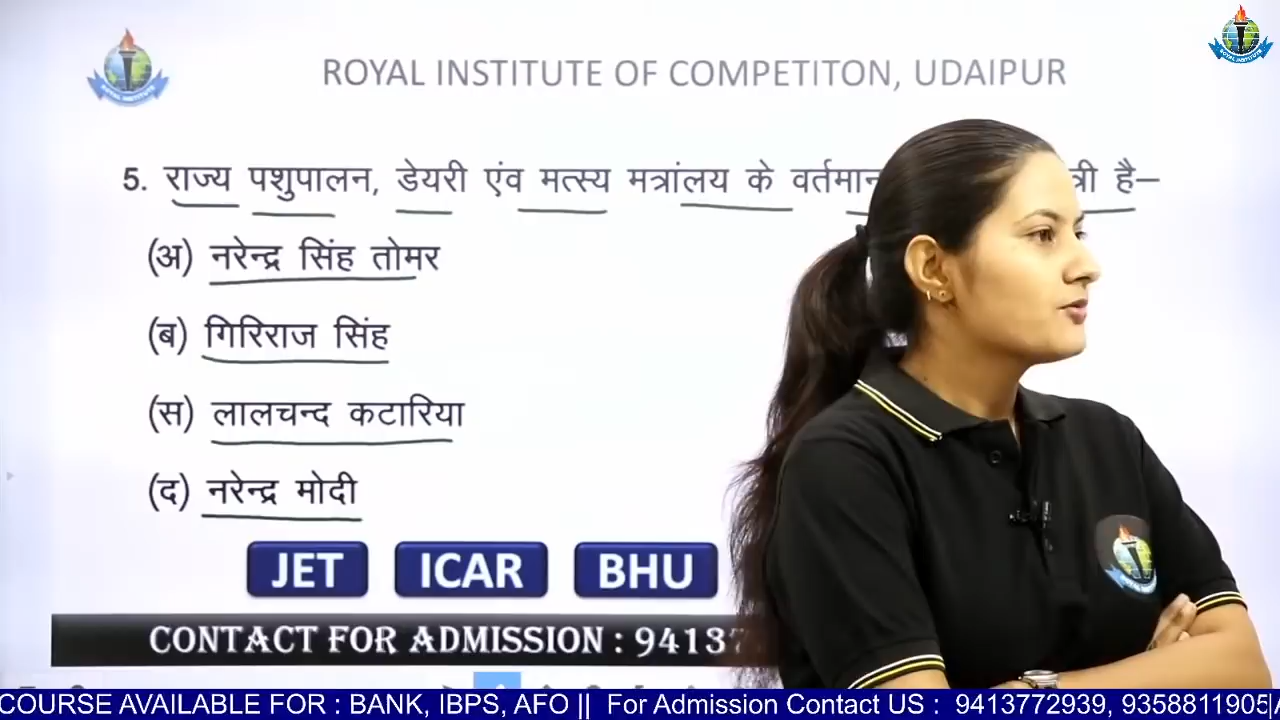 ROYAL INSTITUTE OF COMPETITON, UDAIPUR
5. राज्य पशुपालन, डेयरी एंव मत्स्य मत्रांलय के वर्तमान है–
(अ) नरेन्द्र सिंह तोमर
(ब) गिरिराज सिंह
(स) लालचन्द कटारिया
(द) नरेन्द्र मोदी
JET ICAR BHU
CONTACT FOR ADMISSION : 9413
COURSE AVAILABLE FOR : BANK, IBPS, AFO || For Admission Contact US : 9413772939, 9358811905